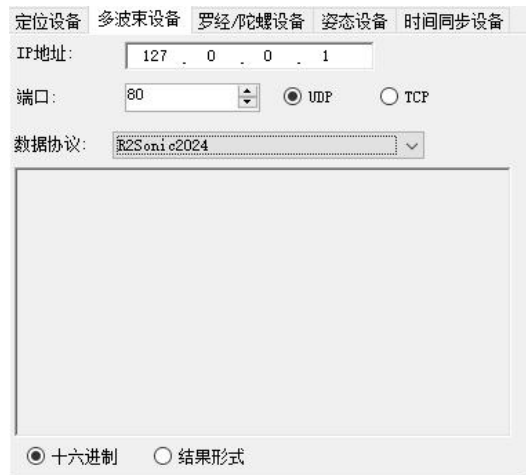 定位设备 多波束设备 罗经/陀螺设备 姿态设备 时间同步设备
IP地址: 127 . 0 . 0 . 1
端口: 80 UDP TCP
数据协议: R2Sonic2024
十六进制 结果形式